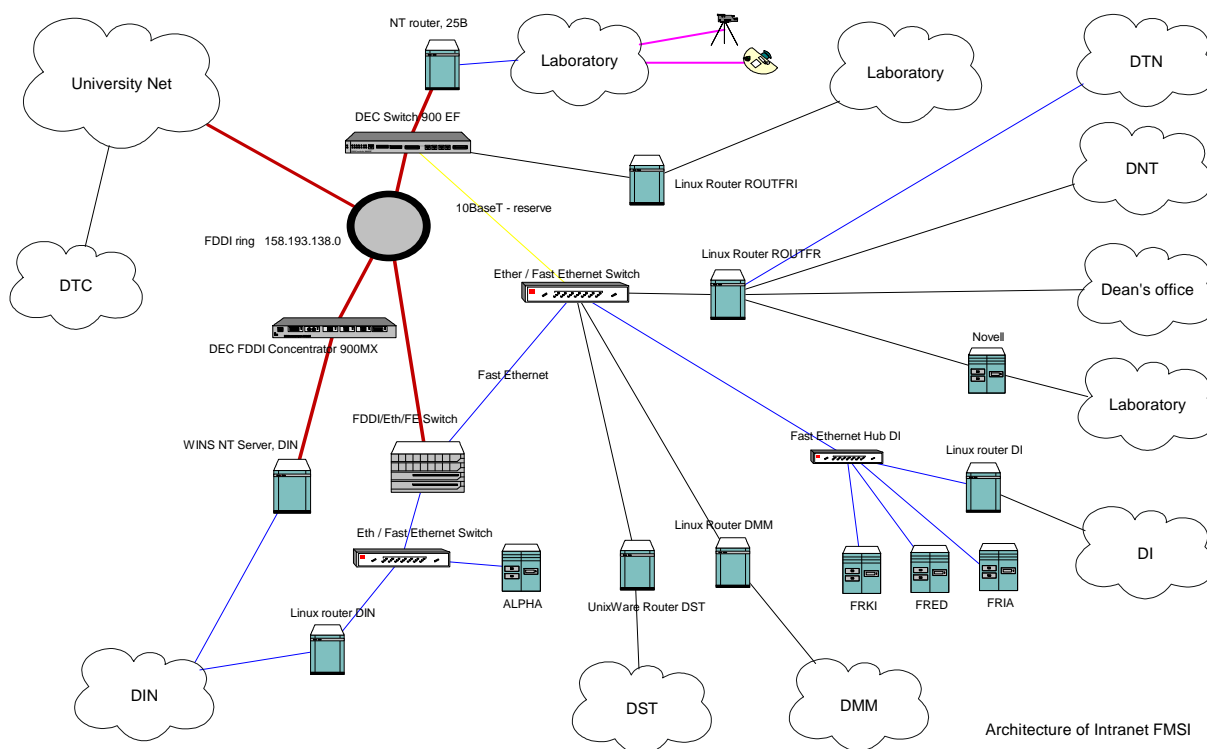 NT router, 25B
University Net
Laboratory
DTN
Laboratory
DEC Switch 900 EF
DNT
Linux Router ROUTFRI
10BaseT - reserve
FDDI ring 158.193.138.0
Linux Router ROUTFR
Ether / Fast Ethernet Switch
DTC
Dean's office
Novell
DEC FDDI Concentrator 900MX
Fast Ethernet
Laboratory
FDDI/Eth/FE Switch
WINS NT Server, DIN
Fast Ethernet Hub DI
Linux router DI
Linux Router DMM
Eth / Fast Ethernet Switch
DI
ALPHA
FRKI
FRED
FRIA
UnixWare Router DST
Linux router DIN
DIN
DST
DMM
Architecture of Intranet FMSI